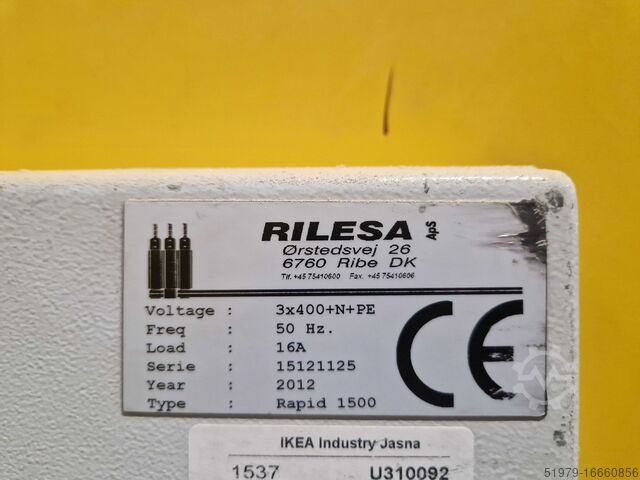 RILESA ApS
Ørstedsvej 26
6760 Ribe DK
Tlf. +45 75410600 Fax. +45 75410606
Voltage : 3x400+N+PE
Freq : 50 Hz.
Load : 16A
Serie : 15121125
Year : 2012
Type : Rapid 1500
CE
IKEA Industry Jasna
1537 U310092
51979-16660856